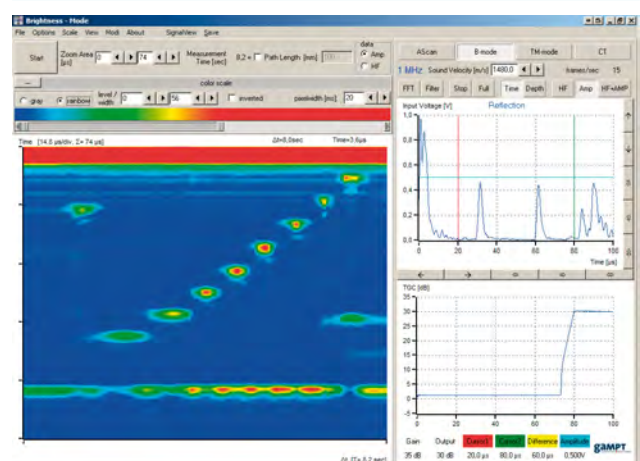 Brightness - Mode
File Options Scale View Modi About SignalView Save
Start
Zoom Area [µs] 0 74
Measurement Time [sec] 8,2 = Path Length [mm]
data
Amp.
HF
color scale
gray rainbow level / width 0 56 inverted pixelwidth [ms]: 20
Time [14,8 µs/div, Σ= 74 µs] Δt=8,0sec Time=3,6µs
AScan B-mode TM-mode CT
1 MHz Sound Velocity [m/s] 1480,0 frames/sec 15
FFT Filter Stop Full Time Depth HF Amp HF+AMP
Input Voltage [V] Reflection
1,0
0,8
0,6
0,4
0,2
0,0
0 20 40 60 80 100
Time [µs]
TGC [dB]
35
30
25
20
15
10
5
0
-5
0 20 40 60 80 100
Gain Output Cursor1 Cursor2 Difference Amplitude
35 dB 30 dB 20,0 µs 80,0 µs 60,0 µs 0,500V
GAMPT